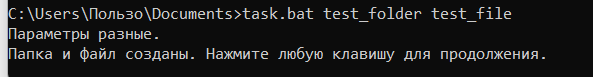 C:\Users\Пользо\Documents>task.bat test_folder test_file
Параметры разные.
Папка и файл созданы. Нажмите любую клавишу для продолжения.